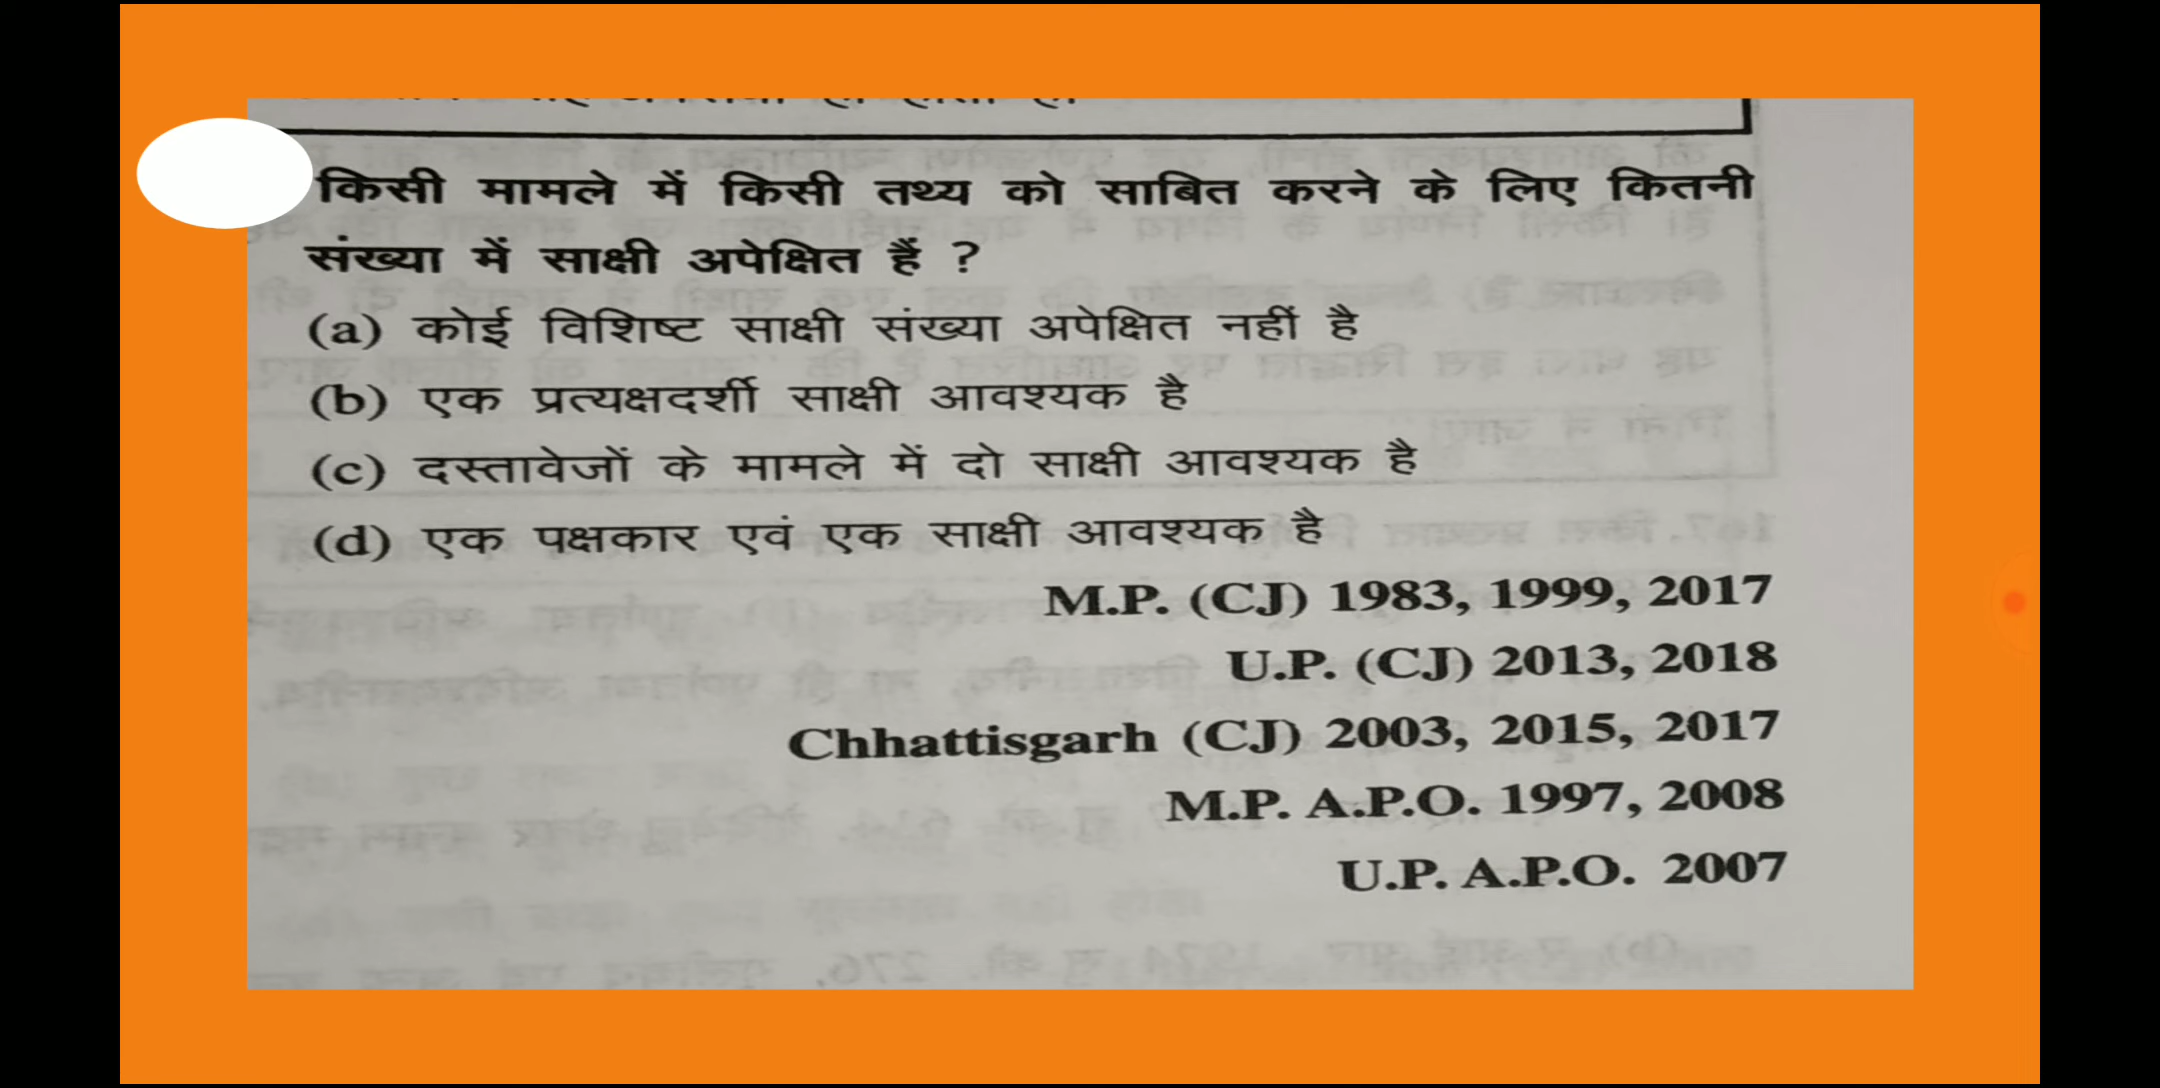 किसी मामले में किसी तथ्य को साबित करने के लिए कितनी
संख्या में साक्षी अपेक्षित हैं ?
(a) कोई विशिष्ट साक्षी संख्या अपेक्षित नहीं है
(b) एक प्रत्यक्षदर्शी साक्षी आवश्यक है
(c) दस्तावेजों के मामले में दो साक्षी आवश्यक है
(d) एक पक्षकार एवं एक साक्षी आवश्यक है
M.P. (CJ) 1983, 1999, 2017
U.P. (CJ) 2013, 2018
Chhattisgarh (CJ) 2003, 2015, 2017
M.P. A.P.O. 1997, 2008
U.P. A.P.O. 2007